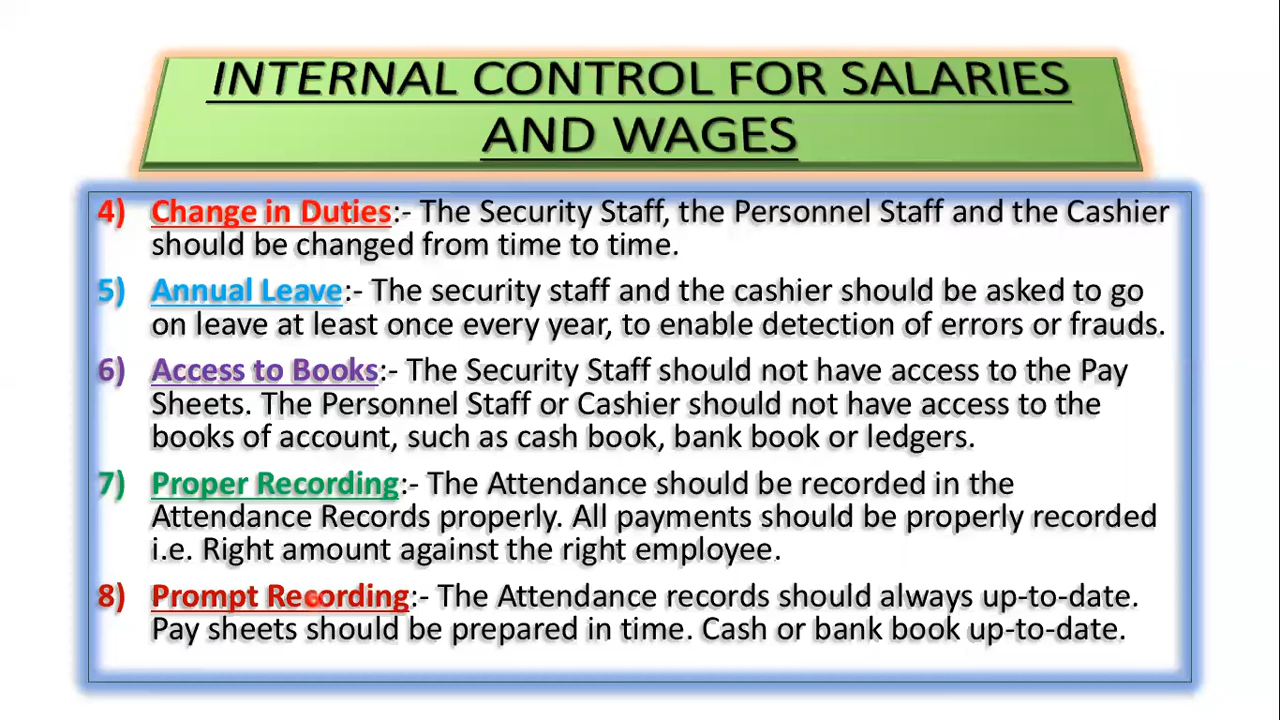 INTERNAL CONTROL FOR SALARIES
AND WAGES
4) Change in Duties:- The Security Staff, the Personnel Staff and the Cashier
should be changed from time to time.
5) Annual Leave:- The security staff and the cashier should be asked to go
on leave at least once every year, to enable detection of errors or frauds.
6) Access to Books:- The Security Staff should not have access to the Pay
Sheets. The Personnel Staff or Cashier should not have access to the
books of account, such as cash book, bank book or ledgers.
7) Proper Recording:- The Attendance should be recorded in the
Attendance Records properly. All payments should be properly recorded
i.e. Right amount against the right employee.
8) Prompt Recording:- The Attendance records should always up-to-date.
Pay sheets should be prepared in time. Cash or bank book up-to-date.